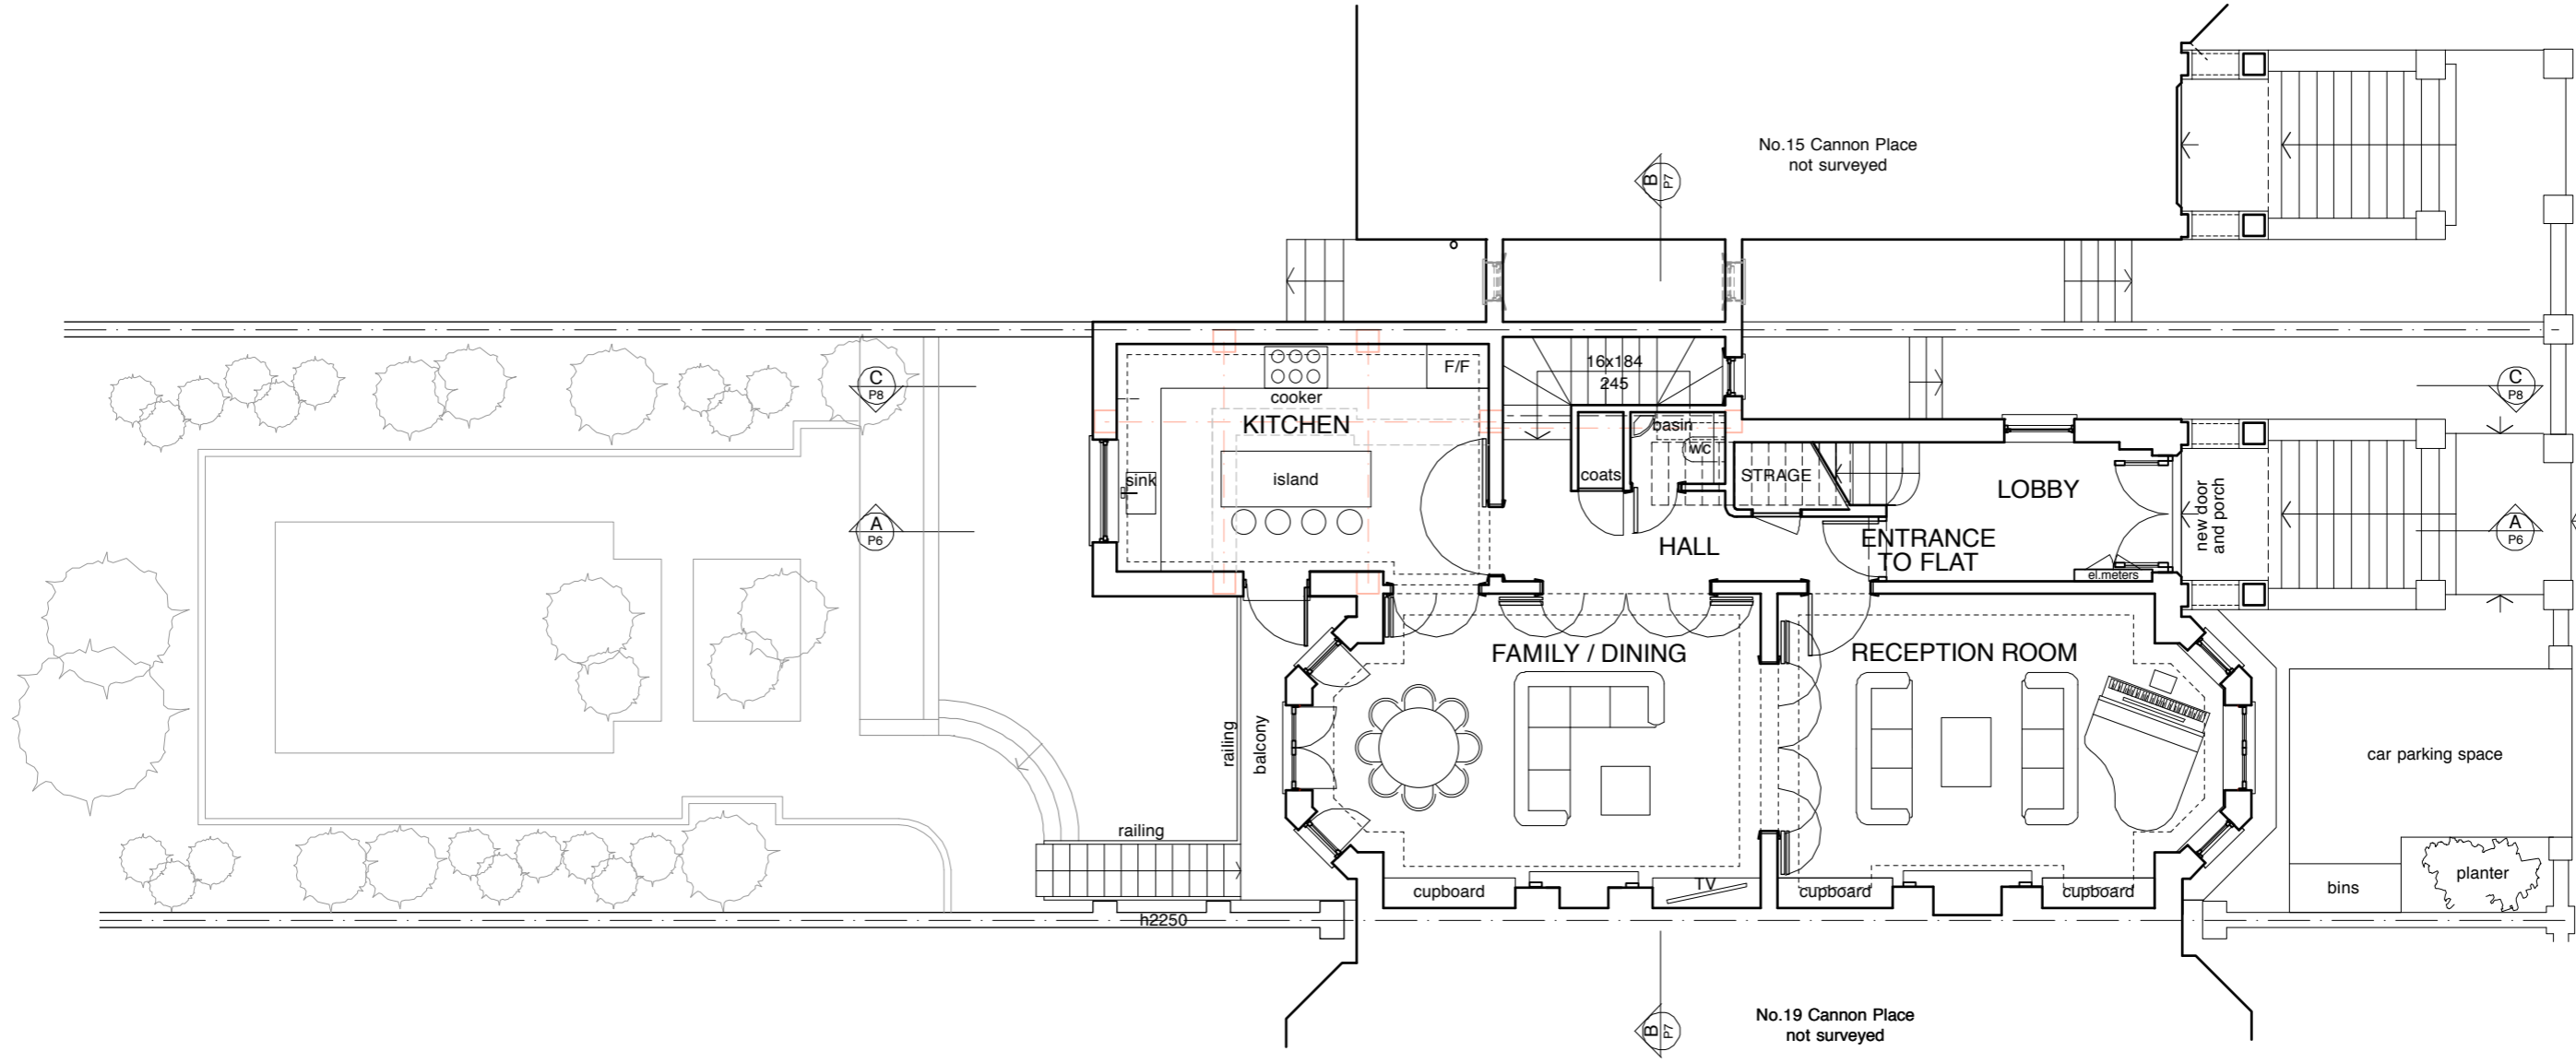 No.15 Cannon Place
not surveyed
B
P7
C
P8
A
P6
F/F
cooker
KITCHEN
sink
island
16x184
245
basin
wc
coats
STRAGE
HALL
LOBBY
ENTRANCE
TO FLAT
el.meters
new door
and porch
C
P8
A
P6
FAMILY / DINING
RECEPTION ROOM
railing
balcony
railing
car parking space
cupboard
TV
cupboard
cupboard
bins
planter
h2250
B
P7
No.19 Cannon Place
not surveyed